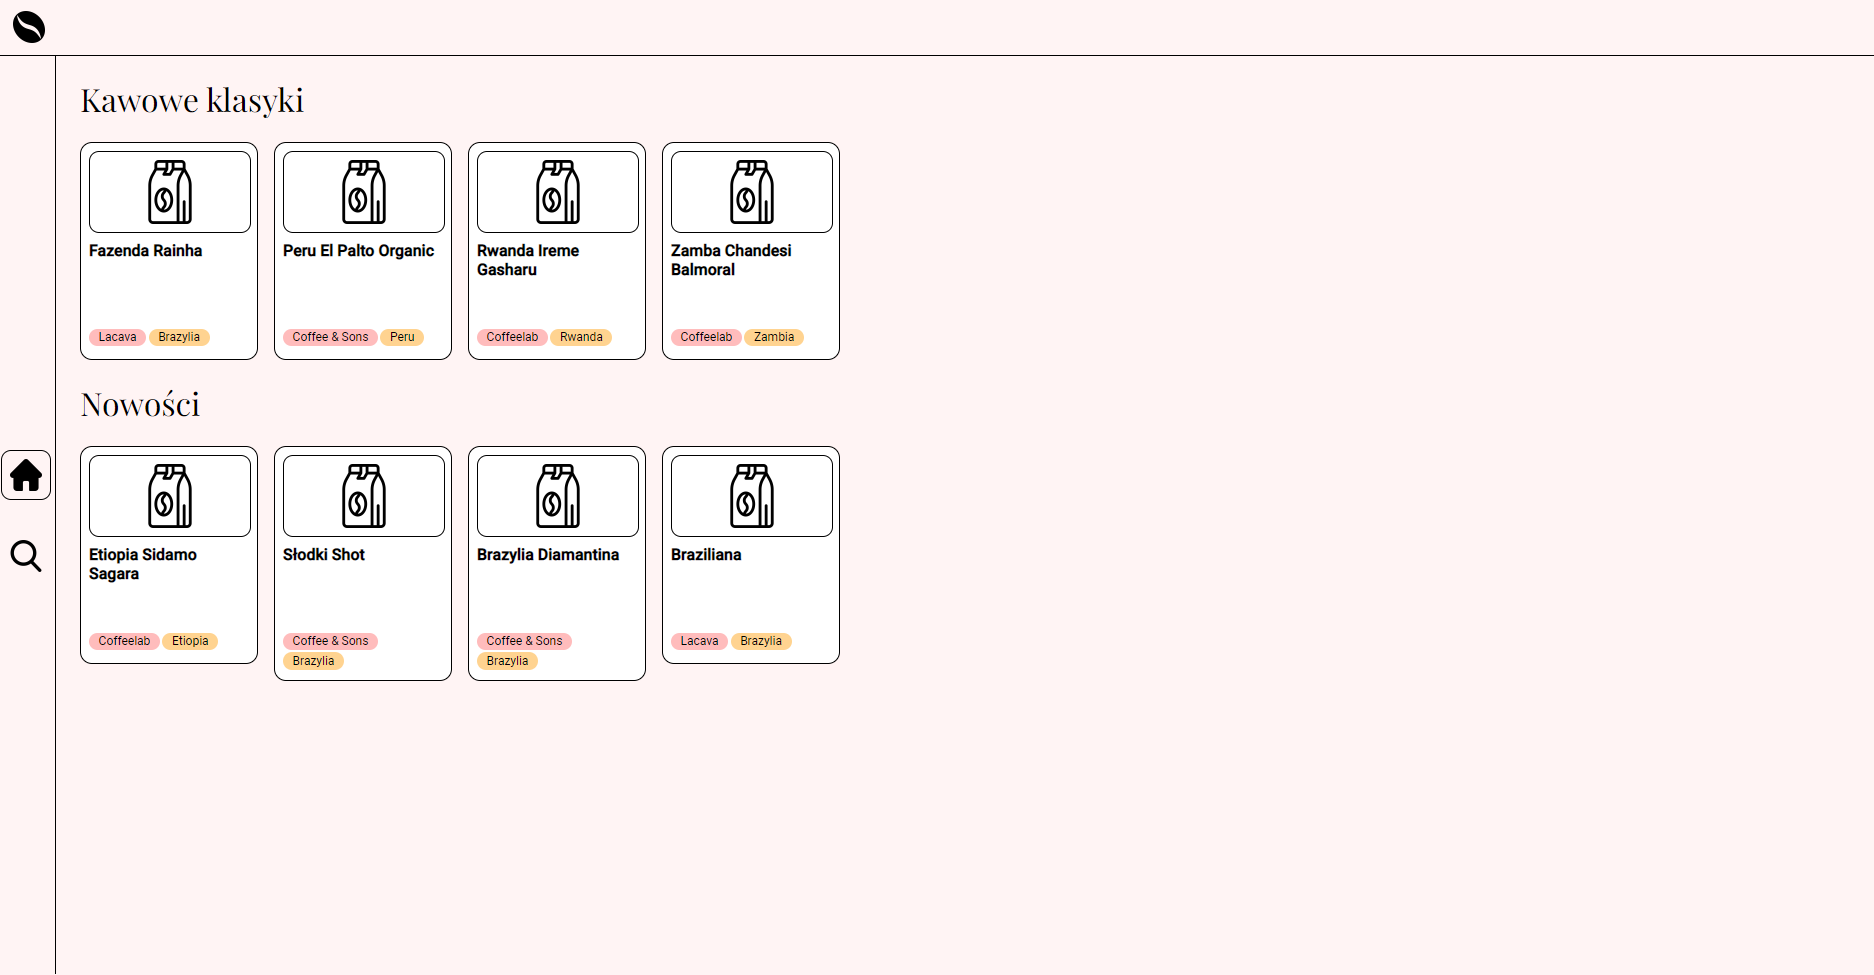 Kawowe klasyki
Fazenda Rainha
Lacava Brazylia
Peru El Palto Organic
Coffee & Sons Peru
Rwanda Ireme
Gasharu
Coffeelab Rwanda
Zamba Chandesi
Balmoral
Coffeelab Zambia
Nowości
Etiopia Sidamo
Sagara
Coffeelab Etiopia
Słodki Shot
Coffee & Sons
Brazylia
Brazylia Diamantina
Coffee & Sons
Brazylia
Braziliana
Lacava Brazylia